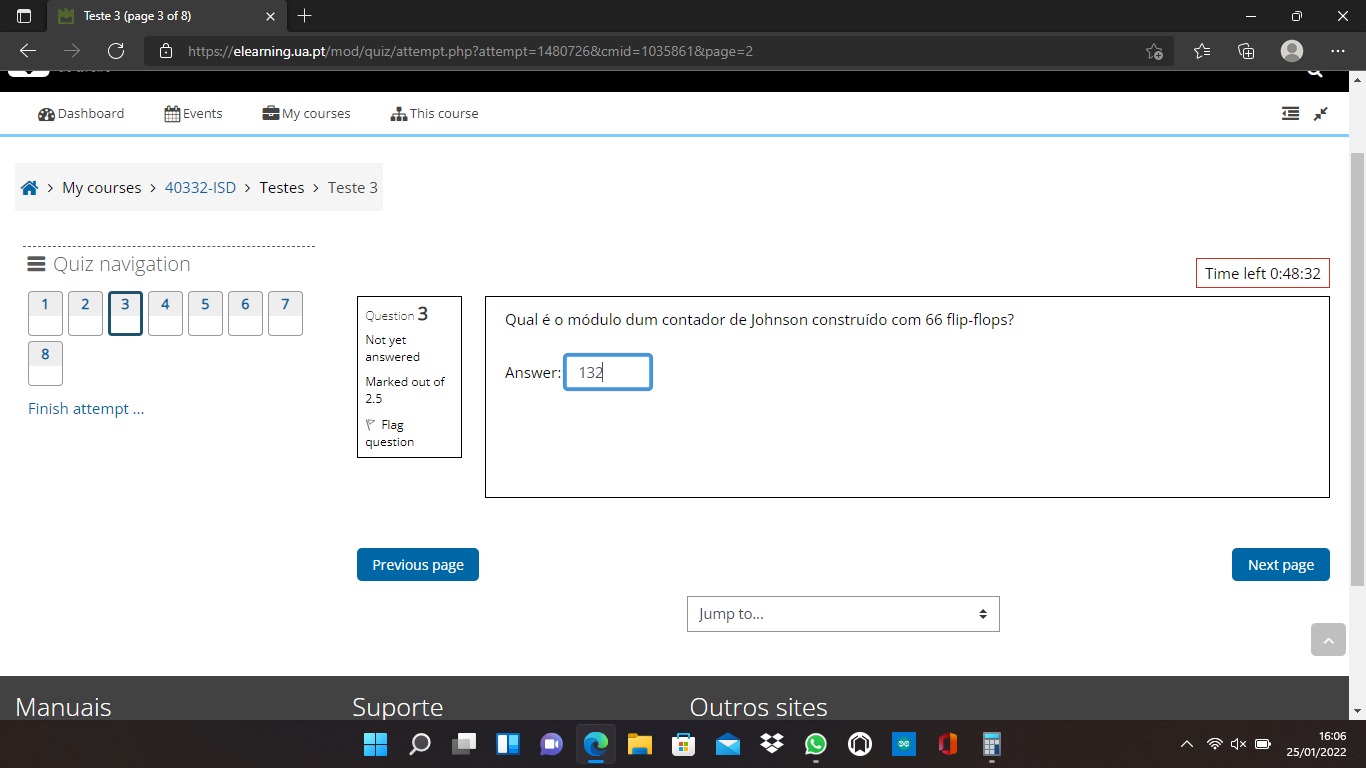 Teste 3 (page 3 of 8)
https://elearning.ua.pt/mod/quiz/attempt.php?attempt=1480726&cmid=1035861&page=2
Dashboard Events My courses This course
> My courses > 40332-ISD > Testes > Teste 3
Quiz navigation
Time left 0:48:32
1 2 3 4 5 6 7
8
Finish attempt ...
Question 3
Not yet
answered
Marked out of
2.5
Flag
question
Qual é o módulo dum contador de Johnson construído com 66 flip-flops?
Answer: 132
Previous page
Next page
Jump to...
Manuais Suporte Outros sites
16:06
25/01/2022